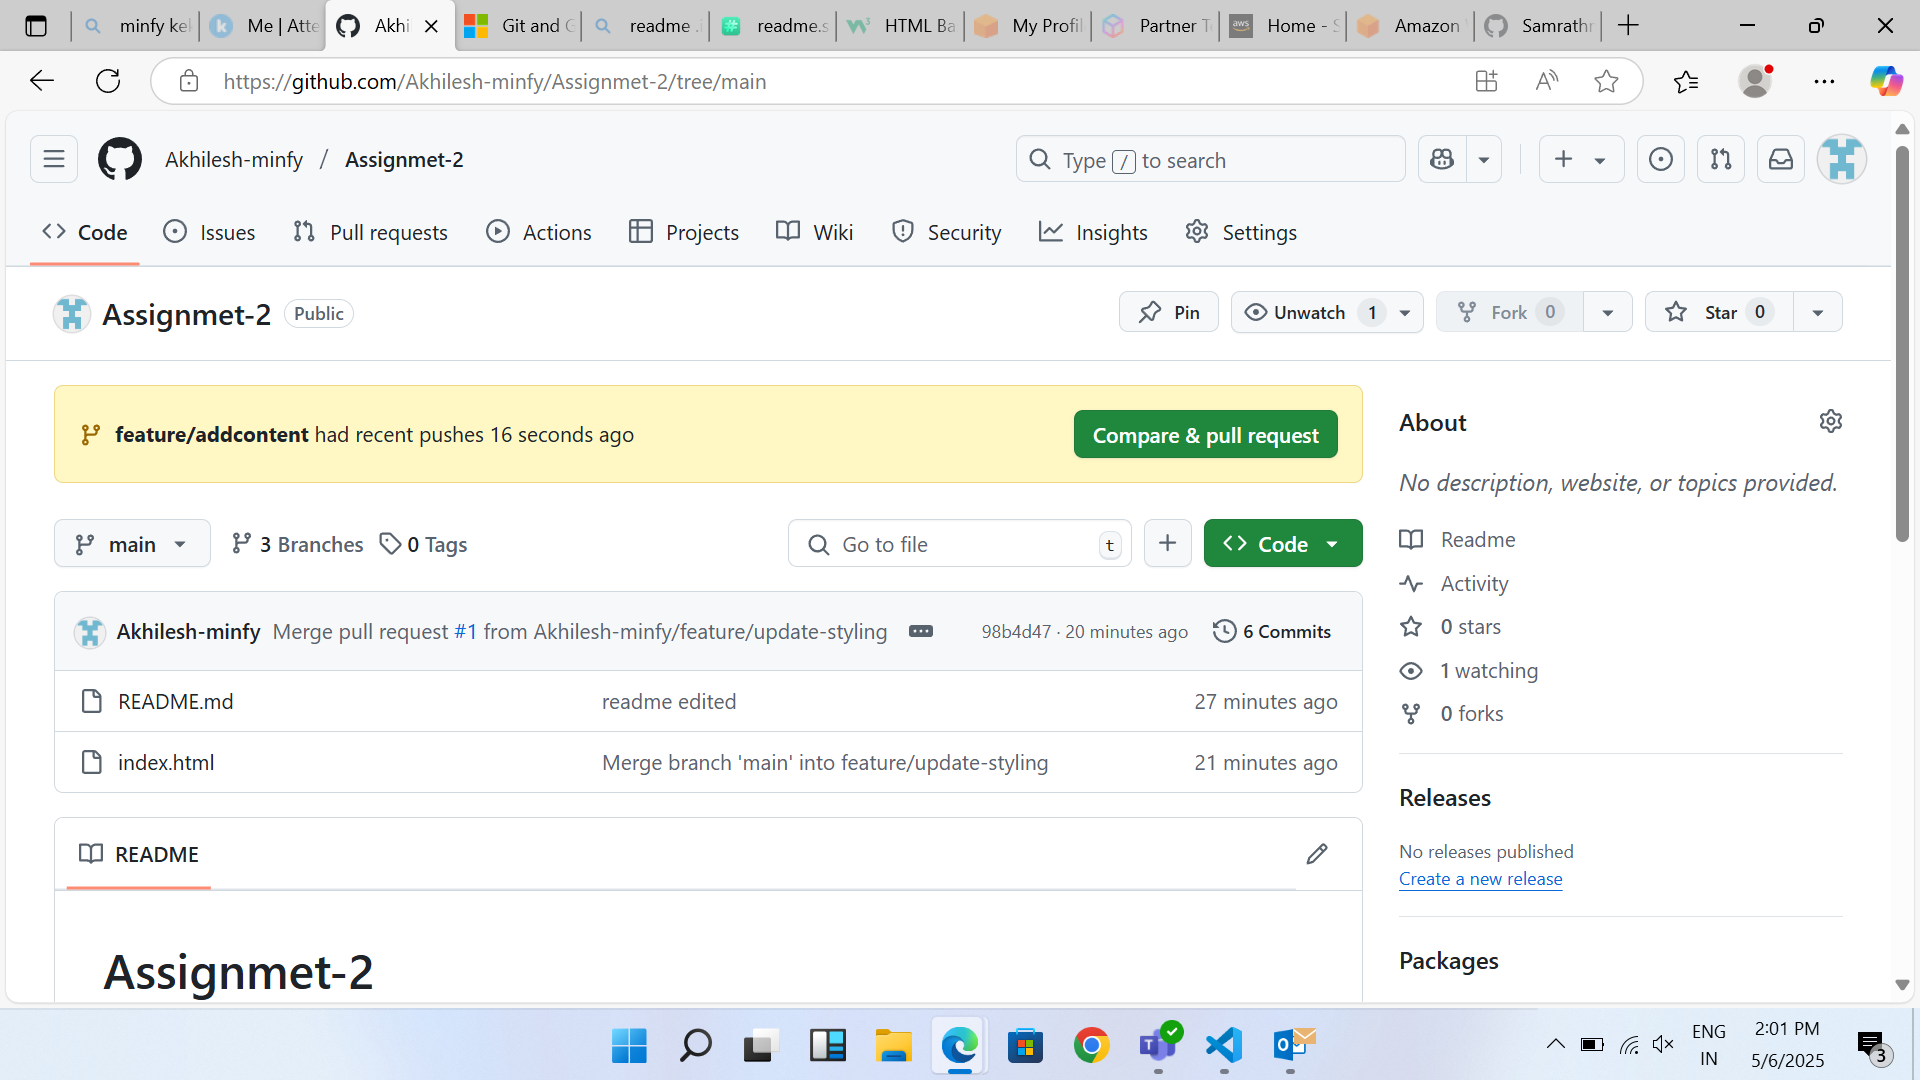 minfy kek
Me | Atte
Akhi
Git and G
readme .i
readme.s
HTML Ba
My Profil
Partner To
Home - S
Amazon
Samrathr
https://github.com/Akhilesh-minfy/Assignmet-2/tree/main
Akhilesh-minfy / Assignmet-2
Type / to search
Code
Issues
Pull requests
Actions
Projects
Wiki
Security
Insights
Settings
Assignmet-2 Public
Pin
Unwatch 1
Fork 0
Star 0
feature/addcontent had recent pushes 16 seconds ago
Compare & pull request
main
3 Branches
0 Tags
Go to file t
Code
Akhilesh-minfy Merge pull request #1 from Akhilesh-minfy/feature/update-styling
98b4d47 · 20 minutes ago
6 Commits
README.md
readme edited
27 minutes ago
index.html
Merge branch 'main' into feature/update-styling
21 minutes ago
README
Assignmet-2
About
No description, website, or topics provided.
Readme
Activity
0 stars
1 watching
0 forks
Releases
No releases published
Create a new release
Packages
ENG
IN
2:01 PM
5/6/2025
3